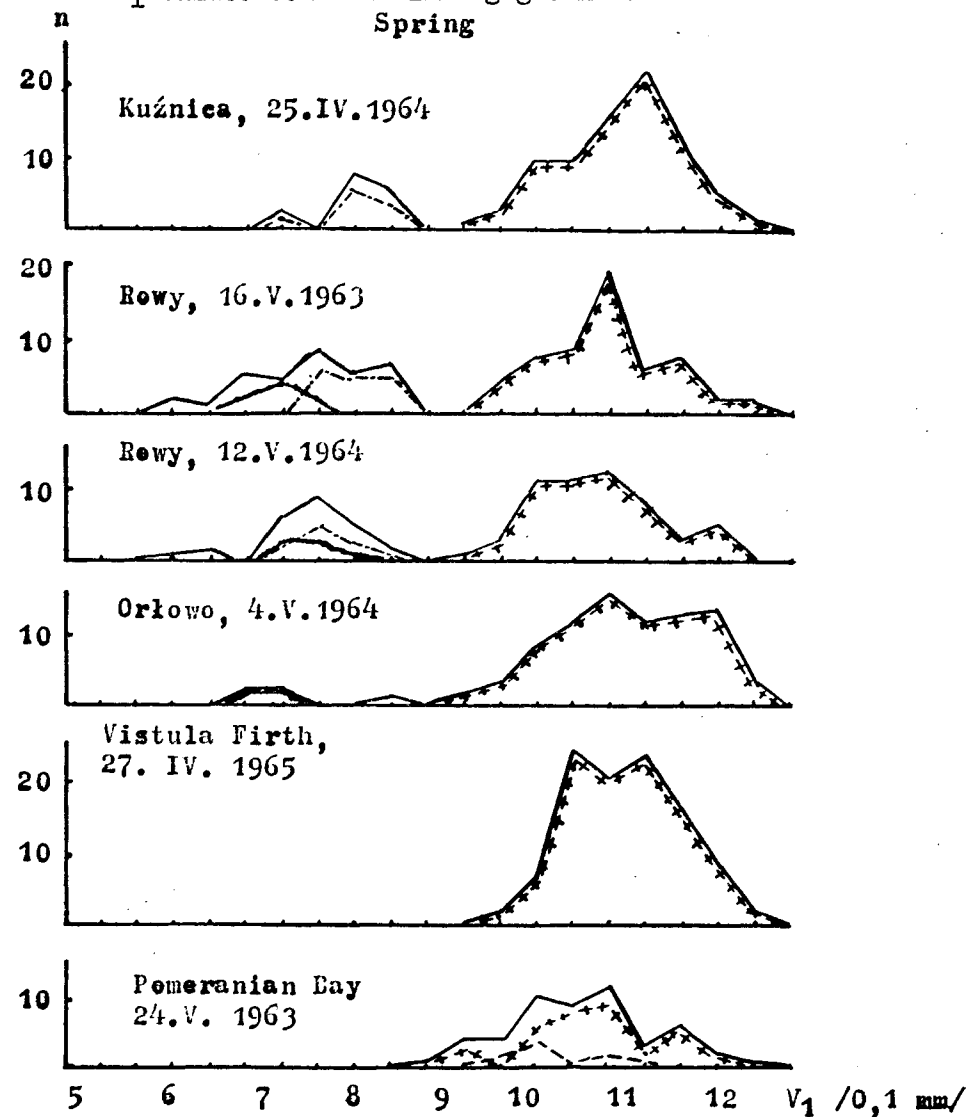 n
Spring
20
Kuźnica, 25.IV.1964
10
20
Rowy, 16.V.1963
10
Rewy, 12.V.1964
10
Orłowo, 4.V.1964
10
Vistula Firth,
27. IV. 1965
20
10
Pomeranian Bay
24.V. 1963
10
5 6 7 8 9 10 11 12 V1 /0,1 mm/